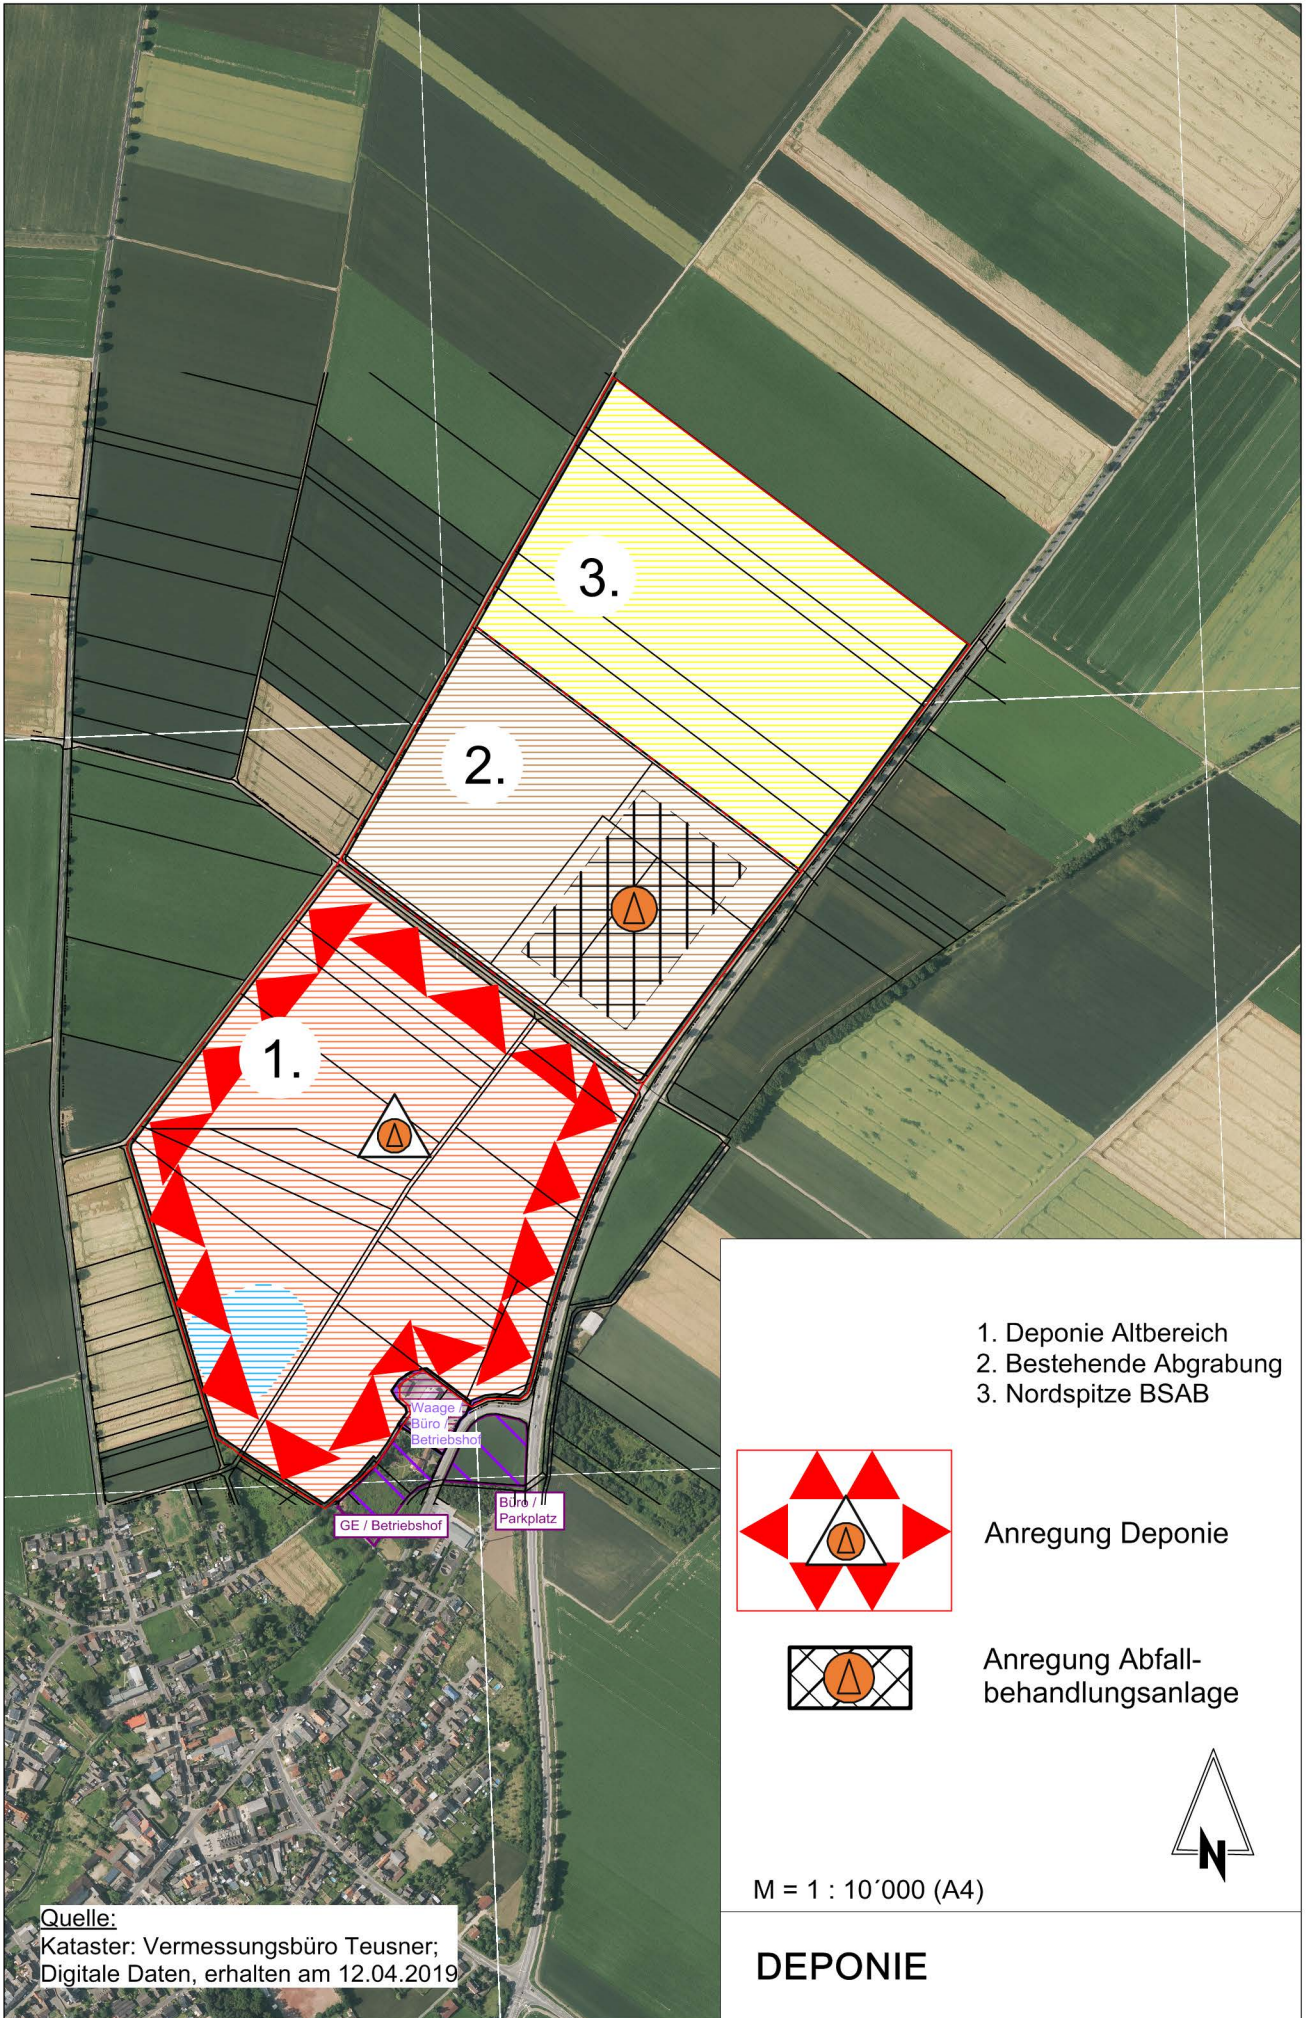 3.
2.
1.
Waage /
Büro /
Betriebshof
GE / Betriebshof
Büro /
Parkplatz
1. Deponie Altbereich
2. Bestehende Abgrabung
3. Nordspitze BSAB
Anregung Deponie
Anregung Abfall-
behandlungsanlage
N
M = 1 : 10´000 (A4)
DEPONIE
Quelle:
Kataster: Vermessungsbüro Teusner;
Digitale Daten, erhalten am 12.04.2019